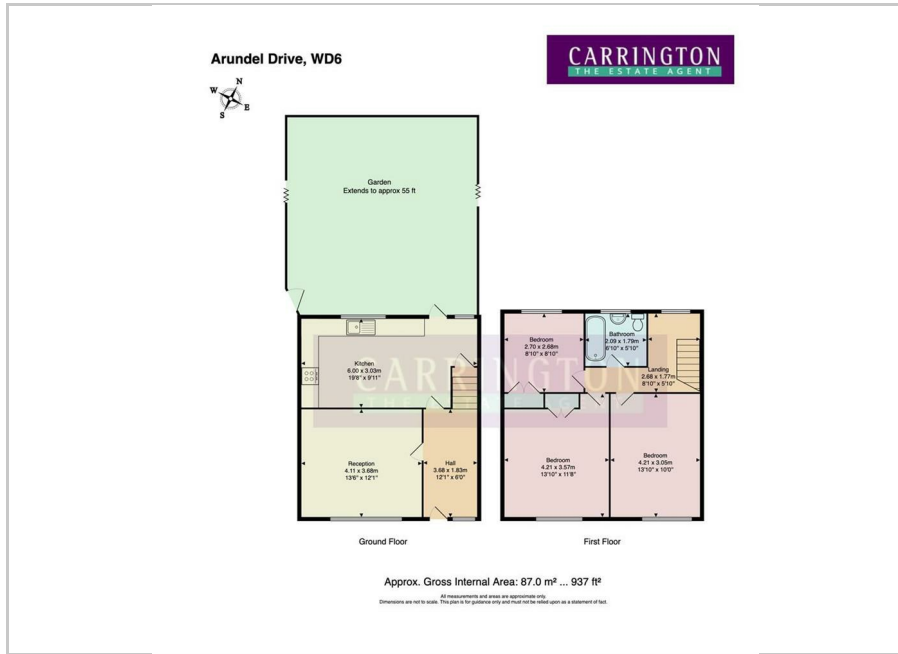 Arundel Drive, WD6
CARRINGTON
THE ESTATE AGENT
N
W
E
S
Garden
Extends to approx 55 ft
Kitchen
6.00 x 3.03m
19'8" x 9'11"
Reception
4.11 x 3.68m
13'6" x 12'1"
Hall
3.68 x 1.83m
12'1" x 6'0"
Ground Floor
Bedroom
2.70 x 2.68m
8'10" x 8'10"
Bathroom
2.09 x 1.79m
6'10" x 5'10"
Landing
2.68 x 1.77m
8'10" x 5'10"
Bedroom
4.21 x 3.57m
13'10" x 11'8"
Bedroom
4.21 x 3.05m
13'10" x 10'0"
First Floor
CARRINGTON
THE ESTATE AGENT
Approx. Gross Internal Area: 87.0 m² ... 937 ft²
All measurements and areas are approximate only.
Dimensions are not to scale. This plan is for guidance only and must not be relied upon as a statement of fact.